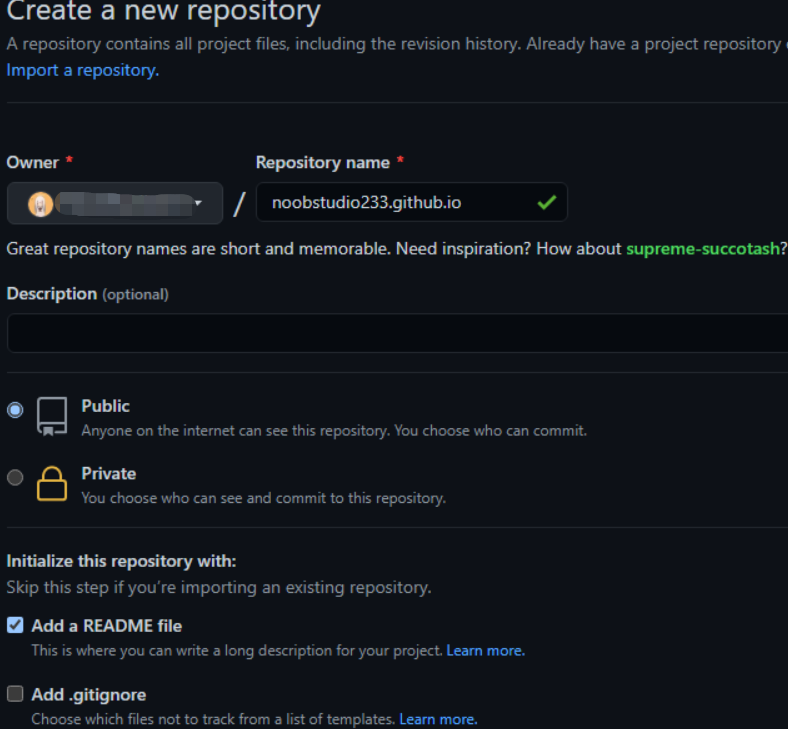 Create a new repository
A repository contains all project files, including the revision history. Already have a project repository
Import a repository.
Owner *
Repository name *
/
noobstudio233.github.io
Great repository names are short and memorable. Need inspiration? How about supreme-succotash?
Description (optional)
Public
Anyone on the internet can see this repository. You choose who can commit.
Private
You choose who can see and commit to this repository.
Initialize this repository with:
Skip this step if you're importing an existing repository.
Add a README file
This is where you can write a long description for your project. Learn more.
Add .gitignore
Choose which files not to track from a list of templates. Learn more.